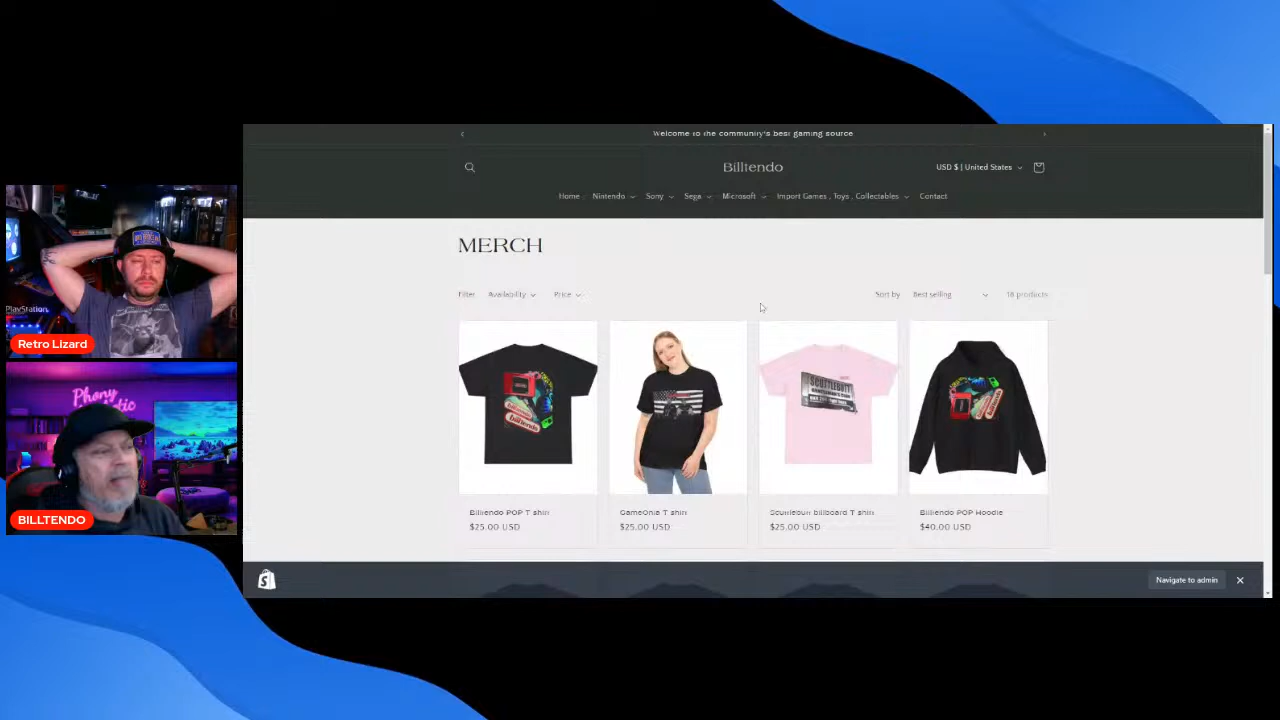 Welcome to the community's best gaming source
Billtendo
USD $ | United States
Home
Nintendo
Sony
Sega
Microsoft
Import Games , Toys , Collectables
Contact
MERCH
Filter
Availability
Price
Sort by
Best selling
18 products
PlayStation
Retro Lizard
Phony
BILLTENDO
SCUTTLEBUTT
Billtendo POP T shirt
$25.00 USD
GameOnia T shirt
$25.00 USD
Scuttlebutt billboard T shirt
$25.00 USD
Billtendo POP Hoodie
$40.00 USD
Navigate to admin